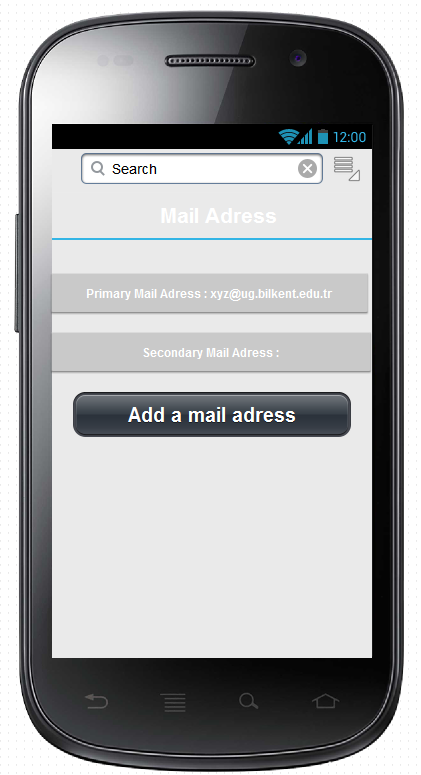 12:00
Search
Mail Adress
Primary Mail Adress : xyz@ug.bilkent.edu.tr
Secondary Mail Adress :
Add a mail adress